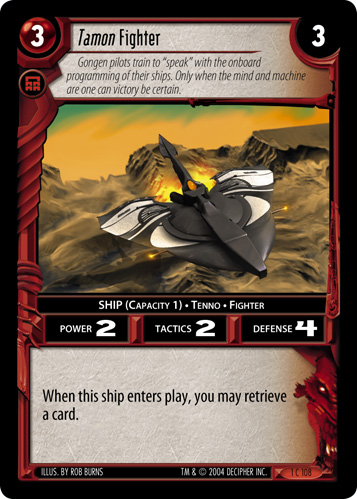 3 Tamon Fighter 3
Gongen pilots train to “speak” with the onboard
programming of their ships. Only when the mind and machine
are one can victory be certain.
SHIP (CAPACITY 1) • TENNO • FIGHTER
POWER 2 TACTICS 2 DEFENSE 4
When this ship enters play, you may retrieve
a card.
ILLUS. BY ROB BURNS TM & © 2004 DECIPHER INC. 1 C 108